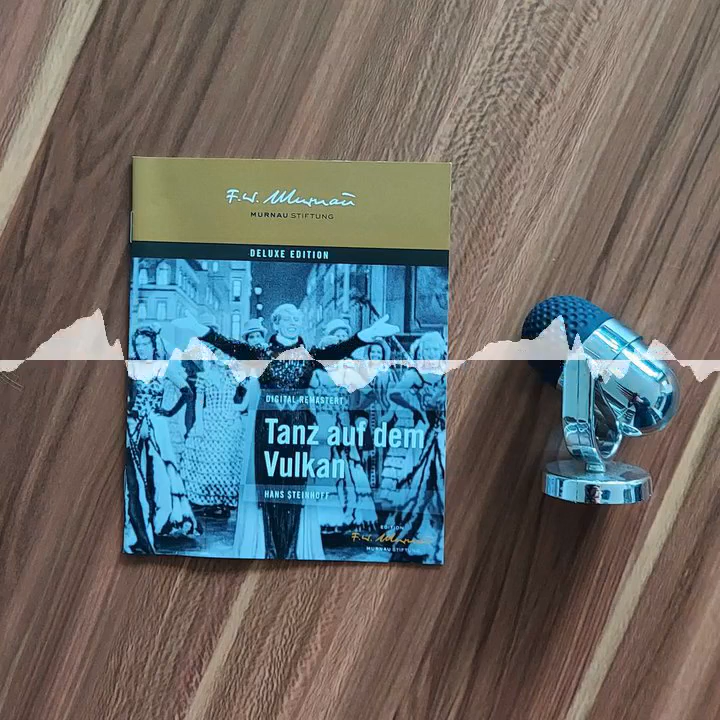 F.W. Murnau
MURNAU STIFTUNG
DELUXE EDITION
DIGITAL REMASTERT
Tanz auf dem
Vulkan
HANS STEINHOFF
EDITION
F.W. Murnau
MURNAU STIFTUNG